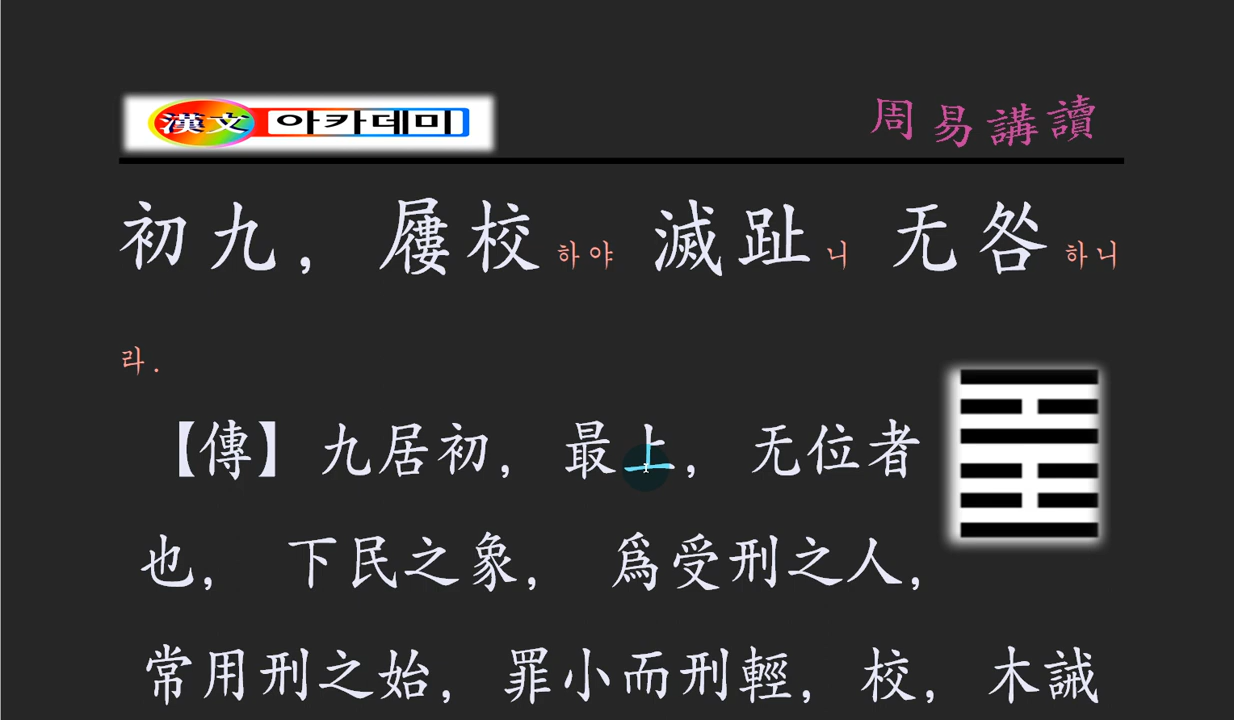 漢文 아카데미
周易講讀
初九, 屨校하야 滅趾니 无咎하니
라.
【傳】九居初, 最上, 无位者
也, 下民之象, 爲受刑之人,
常用刑之始, 罪小而刑輕, 校, 木誡